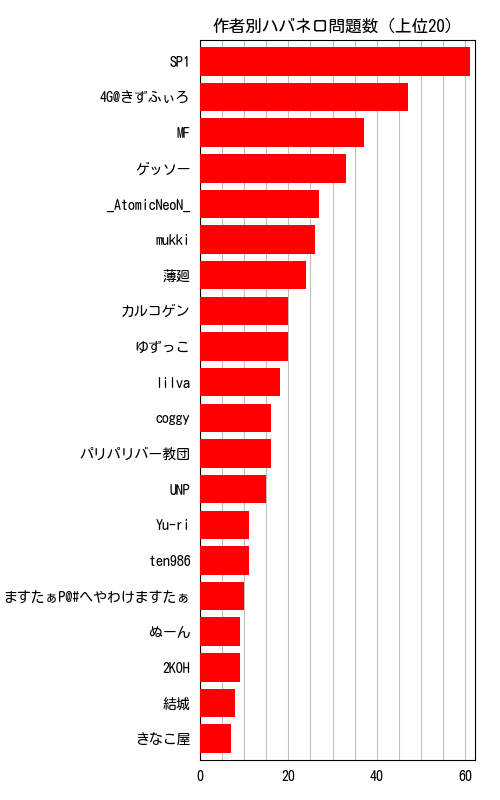 作者別ハバネロ問題数（上位20）
SP1
4G@きずふぃろ
MF
ゲッソー
_AtomicNeoN_
mukki
薄廻
カルコゲン
ゆずっこ
lilva
coggy
パリパリバー教団
UNP
Yu-ri
ten986
ますたぁP@#へやわけますたぁ
ぬーん
2KOH
結城
きなこ屋
0 20 40 60